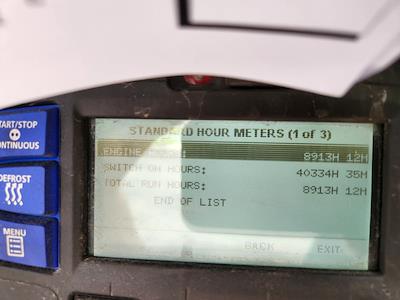 START/STOP
CONTINUOUS
DEFROST
MENU
STANDARD HOUR METERS (1 of 3)
ENGINE 8913H 12M
SWITCH ON HOURS: 40334H 35M
TOTAL RUN HOURS: 8913H 12M
END OF LIST
BACK EXIT